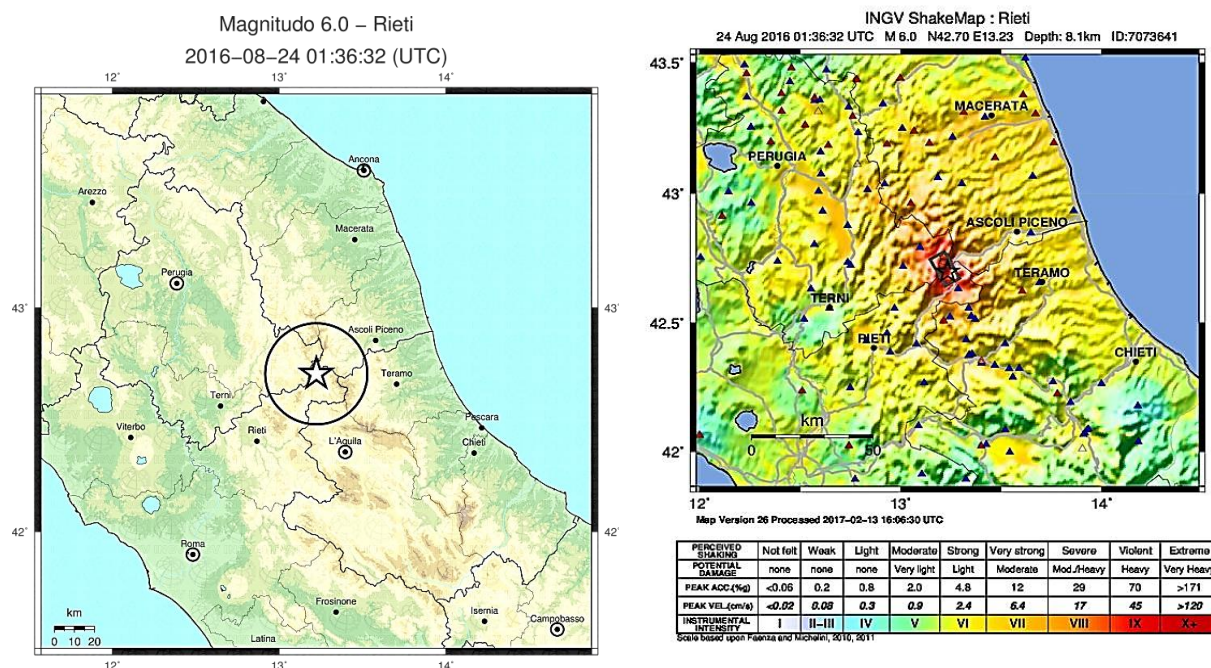 Magnitudo 6.0 – Rieti
2016–08–24 01:36:32 (UTC)
12˚ 13˚ 14˚
Ancona
Arezzo
Macerata
Perugia
43˚ 43˚
Ascoli Piceno
Teramo
Terni
Pescara
Viterbo
Rieti
L'Aquila
Chieti
42˚ 42˚
Roma
km
0 10 20
Frosinone
Isernia
Latina
Campobasso
12˚ 13˚ 14˚
INGV ShakeMap : Rieti
24 Aug 2016 01:36:32 UTC M 6.0 N42.70 E13.23 Depth: 8.1km ID:7073641
43.5˚
MACERATA
PERUGIA
43˚
ASCOLI PICENO
TERAMO
TERNI
42.5˚
RIETI
CHIETI
km
0 50
42˚
12˚ 13˚ 14˚
Map Version 26 Processed 2017–02–13 16:06:30 UTC
PERCEIVED SHAKING Not felt Weak Light Moderate Strong Very strong Severe Violent Extreme
POTENTIAL DAMAGE none none none Very light Light Moderate Mod./Heavy Heavy Very Heavy
PEAK ACC.(%g) <0.06 0.2 0.8 2.0 4.8 12 29 70 >171
PEAK VEL.(cm/s) <0.02 0.08 0.3 0.9 2.4 6.4 17 45 >120
INSTRUMENTAL INTENSITY I II–III IV V VI VII VIII IX X+
Scale based upon Faenza and Michelini, 2010, 2011